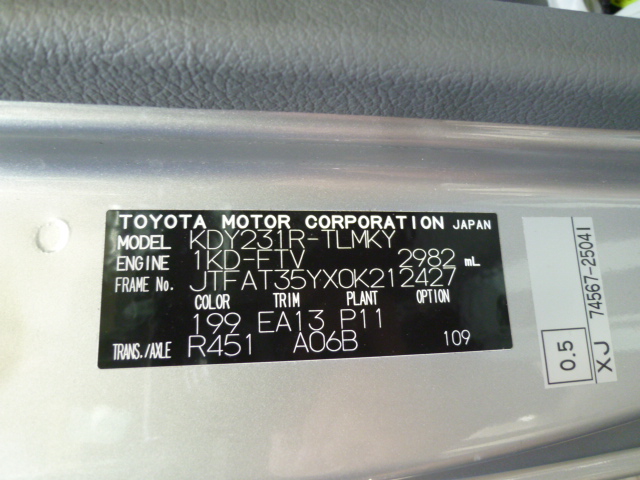 TOYOTA MOTOR CORPORATION JAPAN
MODEL KDY231R-TLMKY
ENGINE 1KD-FTV 2982 mL
FRAME No. JTFAT35YX0K212427
COLOR TRIM PLANT OPTION
199 EA13 P11
TRANS./AXLE R451 A06B 109
74567-25041
0.5
XJ